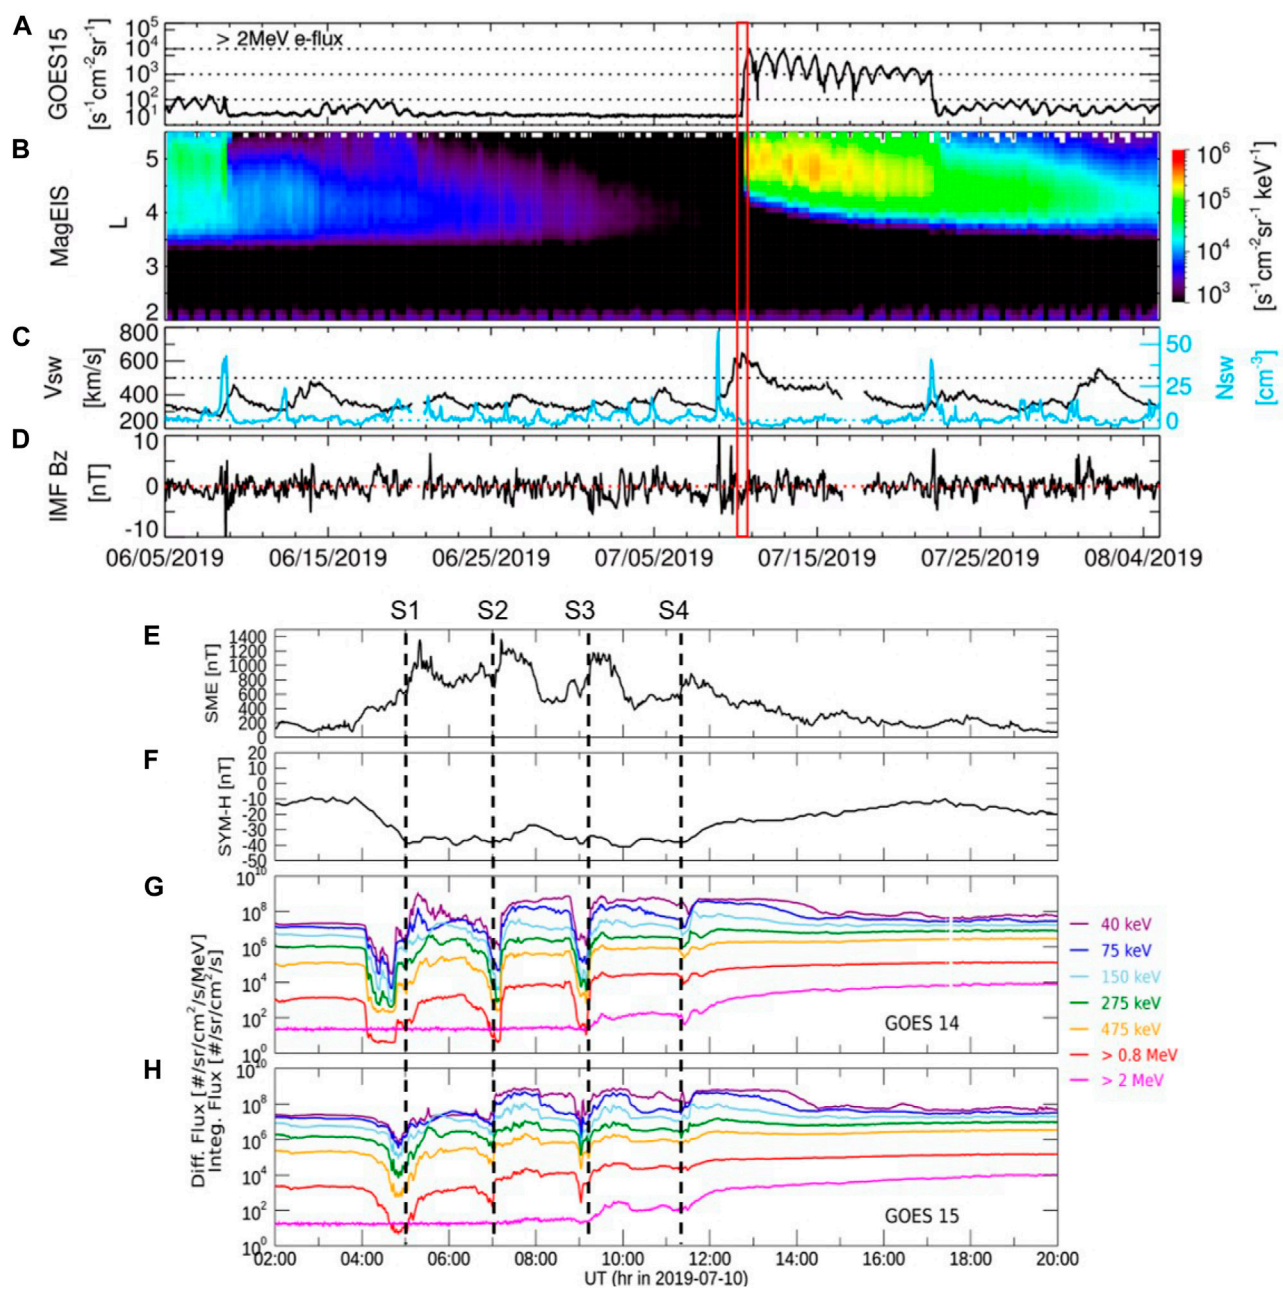 A
GOES15
[s⁻¹cm⁻²sr⁻¹]
10⁵
10⁴
10³
10²
10¹
> 2MeV e-flux
B
MagEIS
L
5
4
3
2
10⁶
10⁵
10⁴
10³
[s⁻¹cm⁻²sr⁻¹ keV⁻¹]
C
Vsw
[km/s]
800
600
400
200
50
25
0
Nsw
[cm⁻³]
D
IMF Bz
[nT]
10
0
-10
06/05/2019 06/15/2019 06/25/2019 07/05/2019 07/15/2019 07/25/2019 08/04/2019
S1 S2 S3 S4
E
SME [nT]
1400
1200
1000
800
600
400
200
0
F
SYM-H [nT]
20
10
0
-10
-20
-30
-40
-50
G
10¹⁰
10⁸
10⁶
10⁴
10²
10⁰
GOES 14
40 keV
75 keV
150 keV
275 keV
475 keV
> 0.8 MeV
> 2 MeV
H
Diff. Flux [#/sr/cm²/s/MeV]
Integ. Flux [#/sr/cm²/s]
10¹⁰
10⁸
10⁶
10⁴
10²
10⁰
GOES 15
02:00 04:00 06:00 08:00 10:00 12:00 14:00 16:00 18:00 20:00
UT (hr in 2019-07-10)